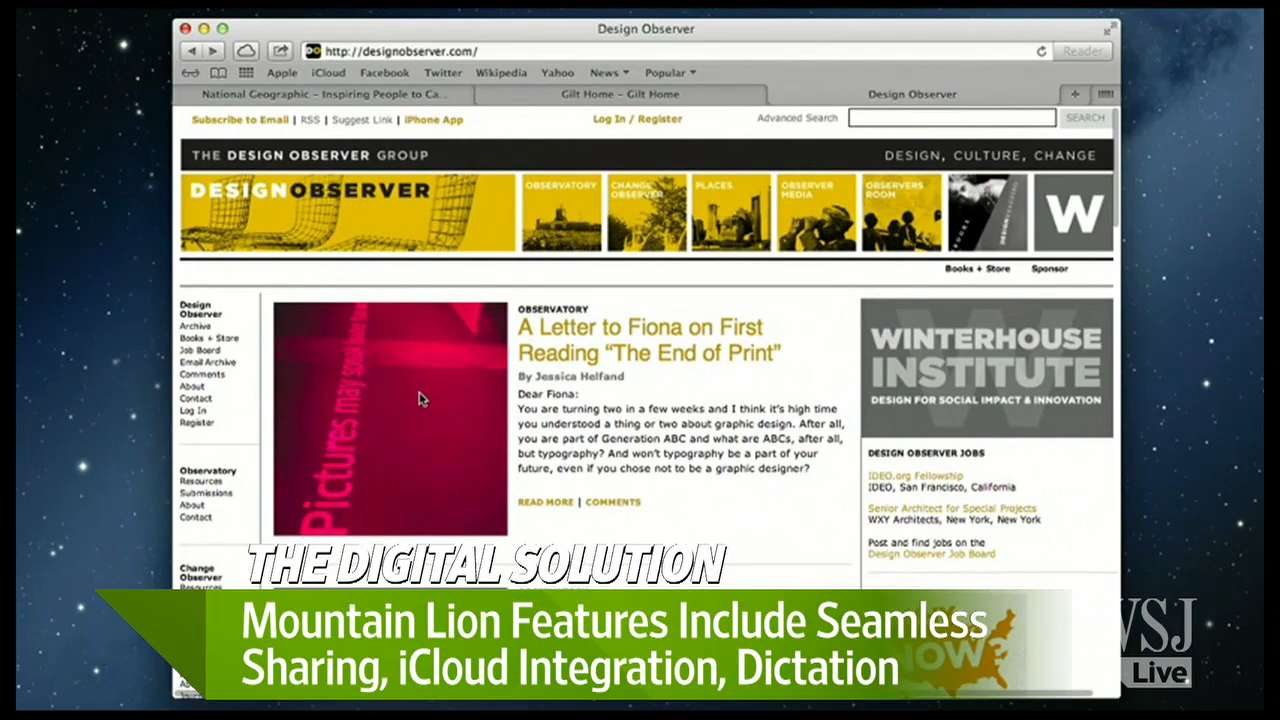 Design Observer
http://designobserver.com/
Reader
Apple iCloud Facebook Twitter Wikipedia Yahoo News Popular
National Geographic – Inspiring People to Ca...
Gilt Home – Gilt Home
Design Observer
Subscribe to Email | RSS | Suggest Link | iPhone App
Log In / Register
Advanced Search
SEARCH
THE DESIGN OBSERVER GROUP
DESIGN, CULTURE, CHANGE
DESIGNOBSERVER
OBSERVATORY
CHANGE
OBSERVER
PLACES
OBSERVER
MEDIA
OBSERVERS
ROOM
BOOKS
W
Books + Store
Sponsor
Design
Observer
Archive
Books + Store
Job Board
Email Archive
Comments
About
Contact
Log In
Register
Observatory
Resources
Submissions
About
Contact
Change
Observer
Resources
Pictures may spoil
OBSERVATORY
A Letter to Fiona on First
Reading “The End of Print”
By Jessica Helfand
Dear Fiona:
You are turning two in a few weeks and I think it’s high time
you understood a thing or two about graphic design. After all,
you are part of Generation ABC and what are ABCs, after all,
but typography? And won’t typography be a part of your
future, even if you chose not to be a graphic designer?
READ MORE | COMMENTS
WINTERHOUSE
INSTITUTE
DESIGN FOR SOCIAL IMPACT & INNOVATION
DESIGN OBSERVER JOBS
IDEO.org Fellowship
IDEO, San Francisco, California
Senior Architect for Special Projects
WXY Architects, New York, New York
Post and find jobs on the
Design Observer Job Board
NOW?
THE DIGITAL SOLUTION
Mountain Lion Features Include Seamless
Sharing, iCloud Integration, Dictation
WSJ
Live